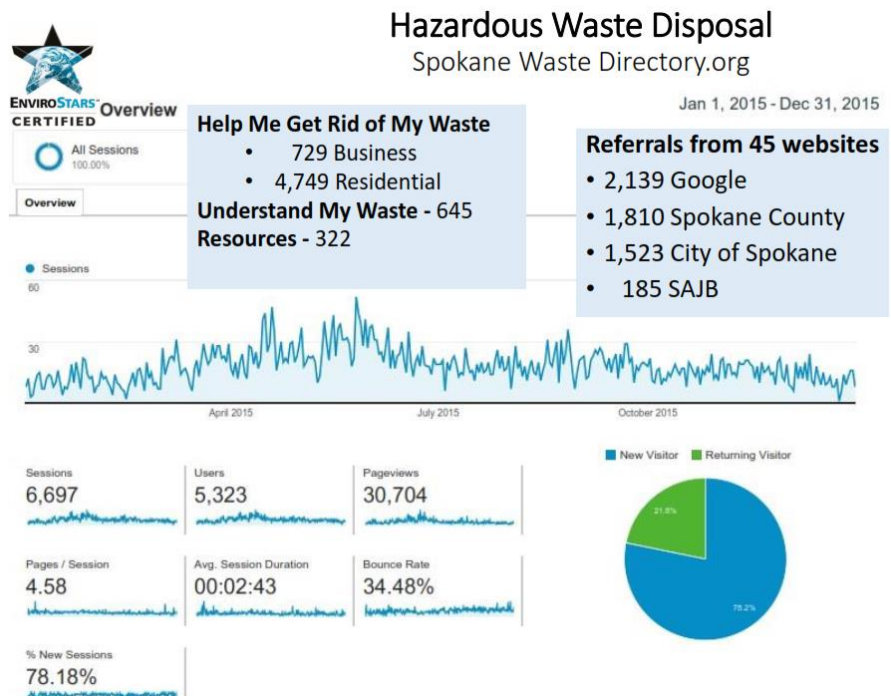 Hazardous Waste Disposal
Spokane Waste Directory.org
ENVIROSTARS
CERTIFIED
Overview
Jan 1, 2015 - Dec 31, 2015
All Sessions
100.00%
Overview
Help Me Get Rid of My Waste
• 729 Business
• 4,749 Residential
Understand My Waste - 645
Resources - 322
Referrals from 45 websites
• 2,139 Google
• 1,810 Spokane County
• 1,523 City of Spokane
• 185 SAJB
Sessions
60
30
April 2015
July 2015
October 2015
New Visitor
Returning Visitor
21.8%
78.2%
Sessions
6,697
Users
5,323
Pageviews
30,704
Pages / Session
4.58
Avg. Session Duration
00:02:43
Bounce Rate
34.48%
% New Sessions
78.18%